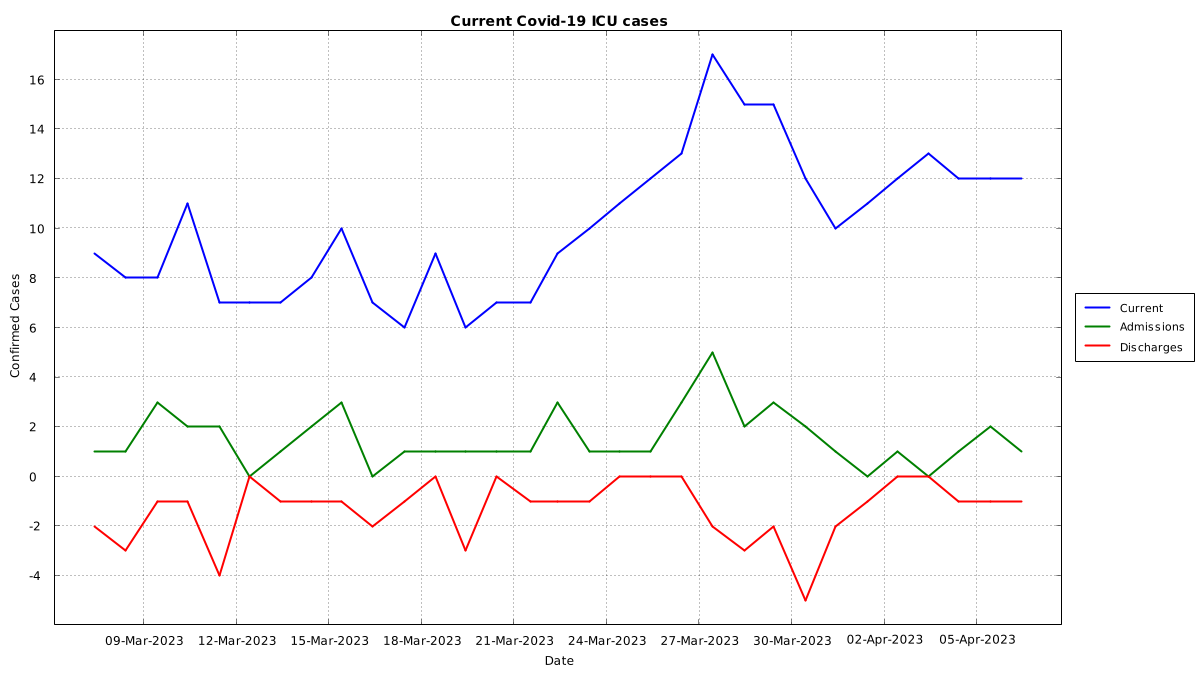 Current Covid-19 ICU cases
Confirmed Cases
16
14
12
10
8
6
4
2
0
-2
-4
09-Mar-2023 12-Mar-2023 15-Mar-2023 18-Mar-2023 21-Mar-2023 24-Mar-2023 27-Mar-2023 30-Mar-2023 02-Apr-2023 05-Apr-2023
Date
Current
Admissions
Discharges